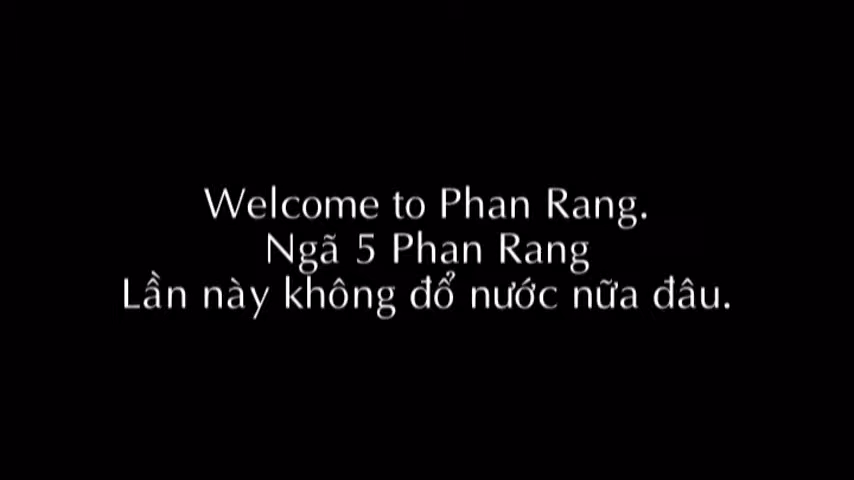 Welcome to Phan Rang.
Ngã 5 Phan Rang
Lần này không đổ nước nữa đâu.